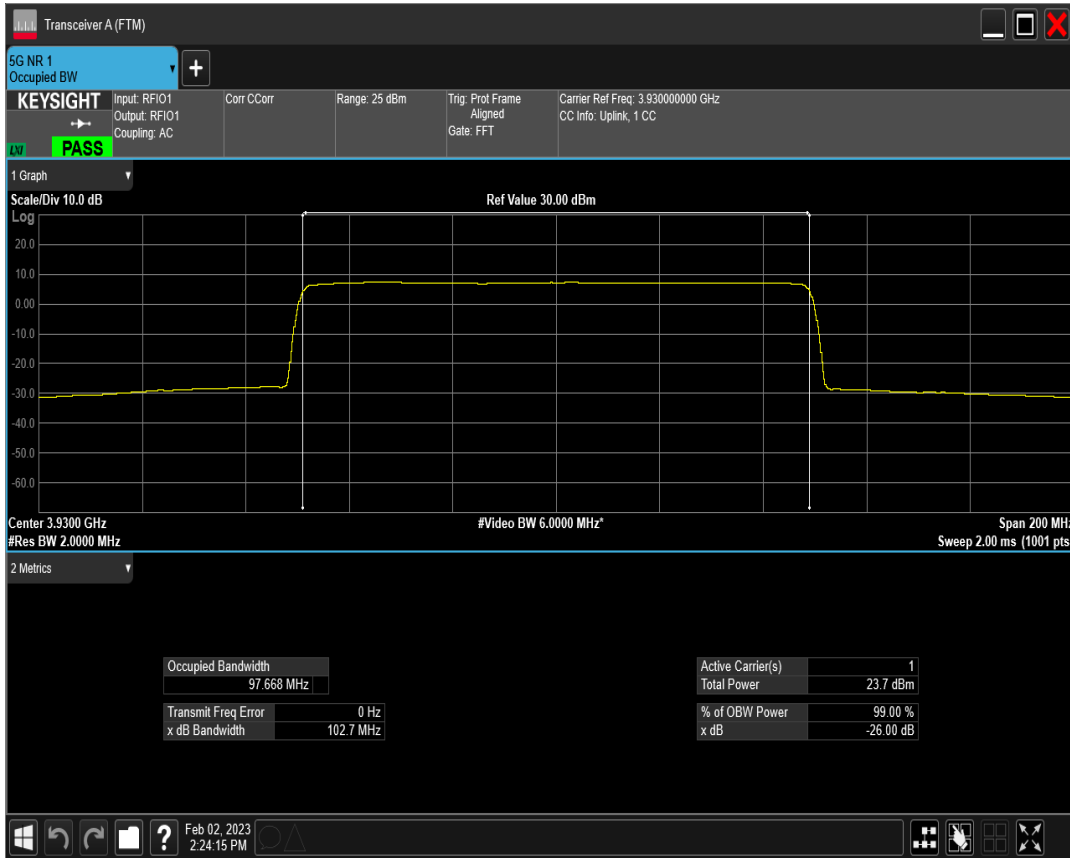 Transceiver A (FTM)
5G NR 1
Occupied BW
+
KEYSIGHT
LXI
PASS
Input: RFIO1
Output: RFIO1
Coupling: AC
Corr CCorr
Range: 25 dBm
Trig: Prot Frame
Aligned
Gate: FFT
Carrier Ref Freq: 3.930000000 GHz
CC Info: Uplink, 1 CC
1 Graph
Scale/Div 10.0 dB
Ref Value 30.00 dBm
Log
20.0
10.0
0.00
-10.0
-20.0
-30.0
-40.0
-50.0
-60.0
Center 3.9300 GHz
#Video BW 6.0000 MHz*
Span 200 MHz
#Res BW 2.0000 MHz
Sweep 2.00 ms (1001 pts
2 Metrics
Occupied Bandwidth
97.668 MHz
Transmit Freq Error 0 Hz
x dB Bandwidth 102.7 MHz
Active Carrier(s) 1
Total Power 23.7 dBm
% of OBW Power 99.00 %
x dB -26.00 dB
?
Feb 02, 2023
2:24:15 PM